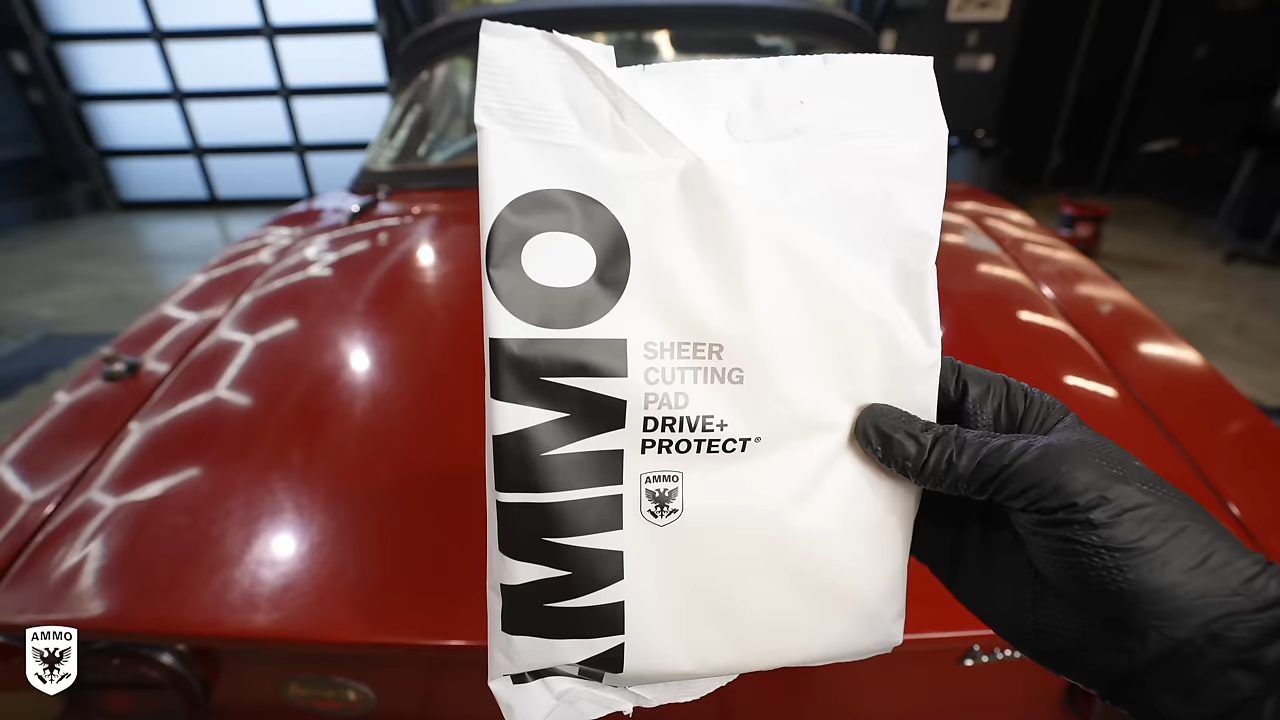 AMMO
SHEER
CUTTING
PAD
DRIVE+
PROTECT®
AMMO
AMMO